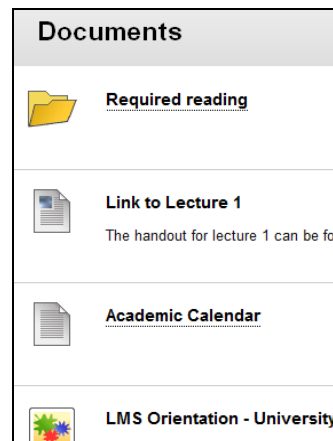 Documents
Required reading
Link to Lecture 1
The handout for lecture 1 can be fo
Academic Calendar
LMS Orientation - University